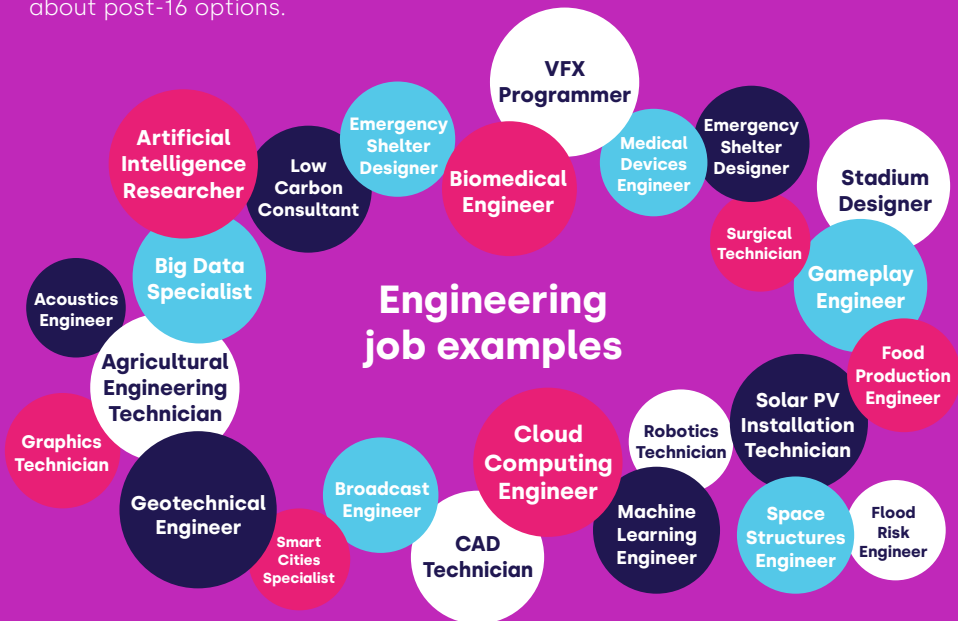 about post-16 options.
VFX
Programmer
Artificial
Intelligence
Researcher
Low
Carbon
Consultant
Emergency
Shelter
Designer
Biomedical
Engineer
Medical
Devices
Engineer
Emergency
Shelter
Designer
Stadium
Designer
Surgical
Technician
Gameplay
Engineer
Big Data
Specialist
Acoustics
Engineer
Engineering
job examples
Agricultural
Engineering
Technician
Food
Production
Engineer
Solar PV
Installation
Technician
Graphics
Technician
Cloud
Computing
Engineer
Robotics
Technician
Geotechnical
Engineer
Broadcast
Engineer
Smart
Cities
Specialist
CAD
Technician
Machine
Learning
Engineer
Space
Structures
Engineer
Flood
Risk
Engineer